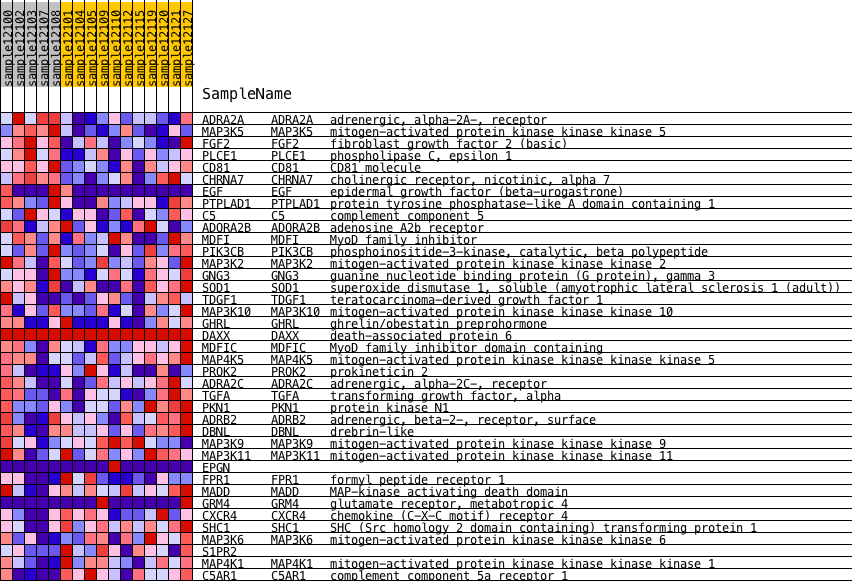 sample12100
sample12102
sample12103
sample12107
sample12108
sample12101
sample12104
sample12105
sample12109
sample12110
sample12112
sample12115
sample12119
sample12120
sample12121
sample12127
SampleName
ADRA2A ADRA2A adrenergic, alpha-2A-, receptor
MAP3K5 MAP3K5 mitogen-activated protein kinase kinase kinase 5
FGF2 FGF2 fibroblast growth factor 2 (basic)
PLCE1 PLCE1 phospholipase C, epsilon 1
CD81 CD81 CD81 molecule
CHRNA7 CHRNA7 cholinergic receptor, nicotinic, alpha 7
EGF EGF epidermal growth factor (beta-urogastrone)
PTPLAD1 PTPLAD1 protein tyrosine phosphatase-like A domain containing 1
C5 C5 complement component 5
ADORA2B ADORA2B adenosine A2b receptor
MDFI MDFI MyoD family inhibitor
PIK3CB PIK3CB phosphoinositide-3-kinase, catalytic, beta polypeptide
MAP3K2 MAP3K2 mitogen-activated protein kinase kinase kinase 2
GNG3 GNG3 guanine nucleotide binding protein (G protein), gamma 3
SOD1 SOD1 superoxide dismutase 1, soluble (amyotrophic lateral sclerosis 1 (adult))
TDGF1 TDGF1 teratocarcinoma-derived growth factor 1
MAP3K10 MAP3K10 mitogen-activated protein kinase kinase kinase 10
GHRL GHRL ghrelin/obestatin preprohormone
DAXX DAXX death-associated protein 6
MDFIC MDFIC MyoD family inhibitor domain containing
MAP4K5 MAP4K5 mitogen-activated protein kinase kinase kinase kinase 5
PROK2 PROK2 prokineticin 2
ADRA2C ADRA2C adrenergic, alpha-2C-, receptor
TGFA TGFA transforming growth factor, alpha
PKN1 PKN1 protein kinase N1
ADRB2 ADRB2 adrenergic, beta-2-, receptor, surface
DBNL DBNL drebrin-like
MAP3K9 MAP3K9 mitogen-activated protein kinase kinase kinase 9
MAP3K11 MAP3K11 mitogen-activated protein kinase kinase kinase 11
EPGN
FPR1 FPR1 formyl peptide receptor 1
MADD MADD MAP-kinase activating death domain
GRM4 GRM4 glutamate receptor, metabotropic 4
CXCR4 CXCR4 chemokine (C-X-C motif) receptor 4
SHC1 SHC1 SHC (Src homology 2 domain containing) transforming protein 1
MAP3K6 MAP3K6 mitogen-activated protein kinase kinase kinase 6
S1PR2
MAP4K1 MAP4K1 mitogen-activated protein kinase kinase kinase kinase 1
C5AR1 C5AR1 complement component 5a receptor 1